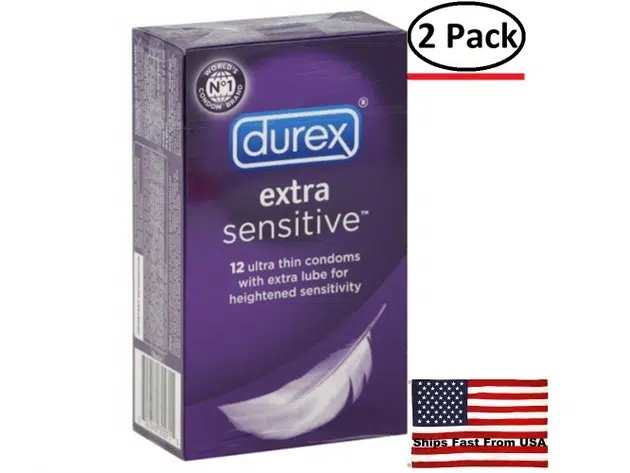 2 Pack
WORLD'S
Nº1
CONDOM BRAND
durex®
extra
sensitive™
12 ultra thin condoms
with extra lube for
heightened sensitivity
Ships Fast From USA